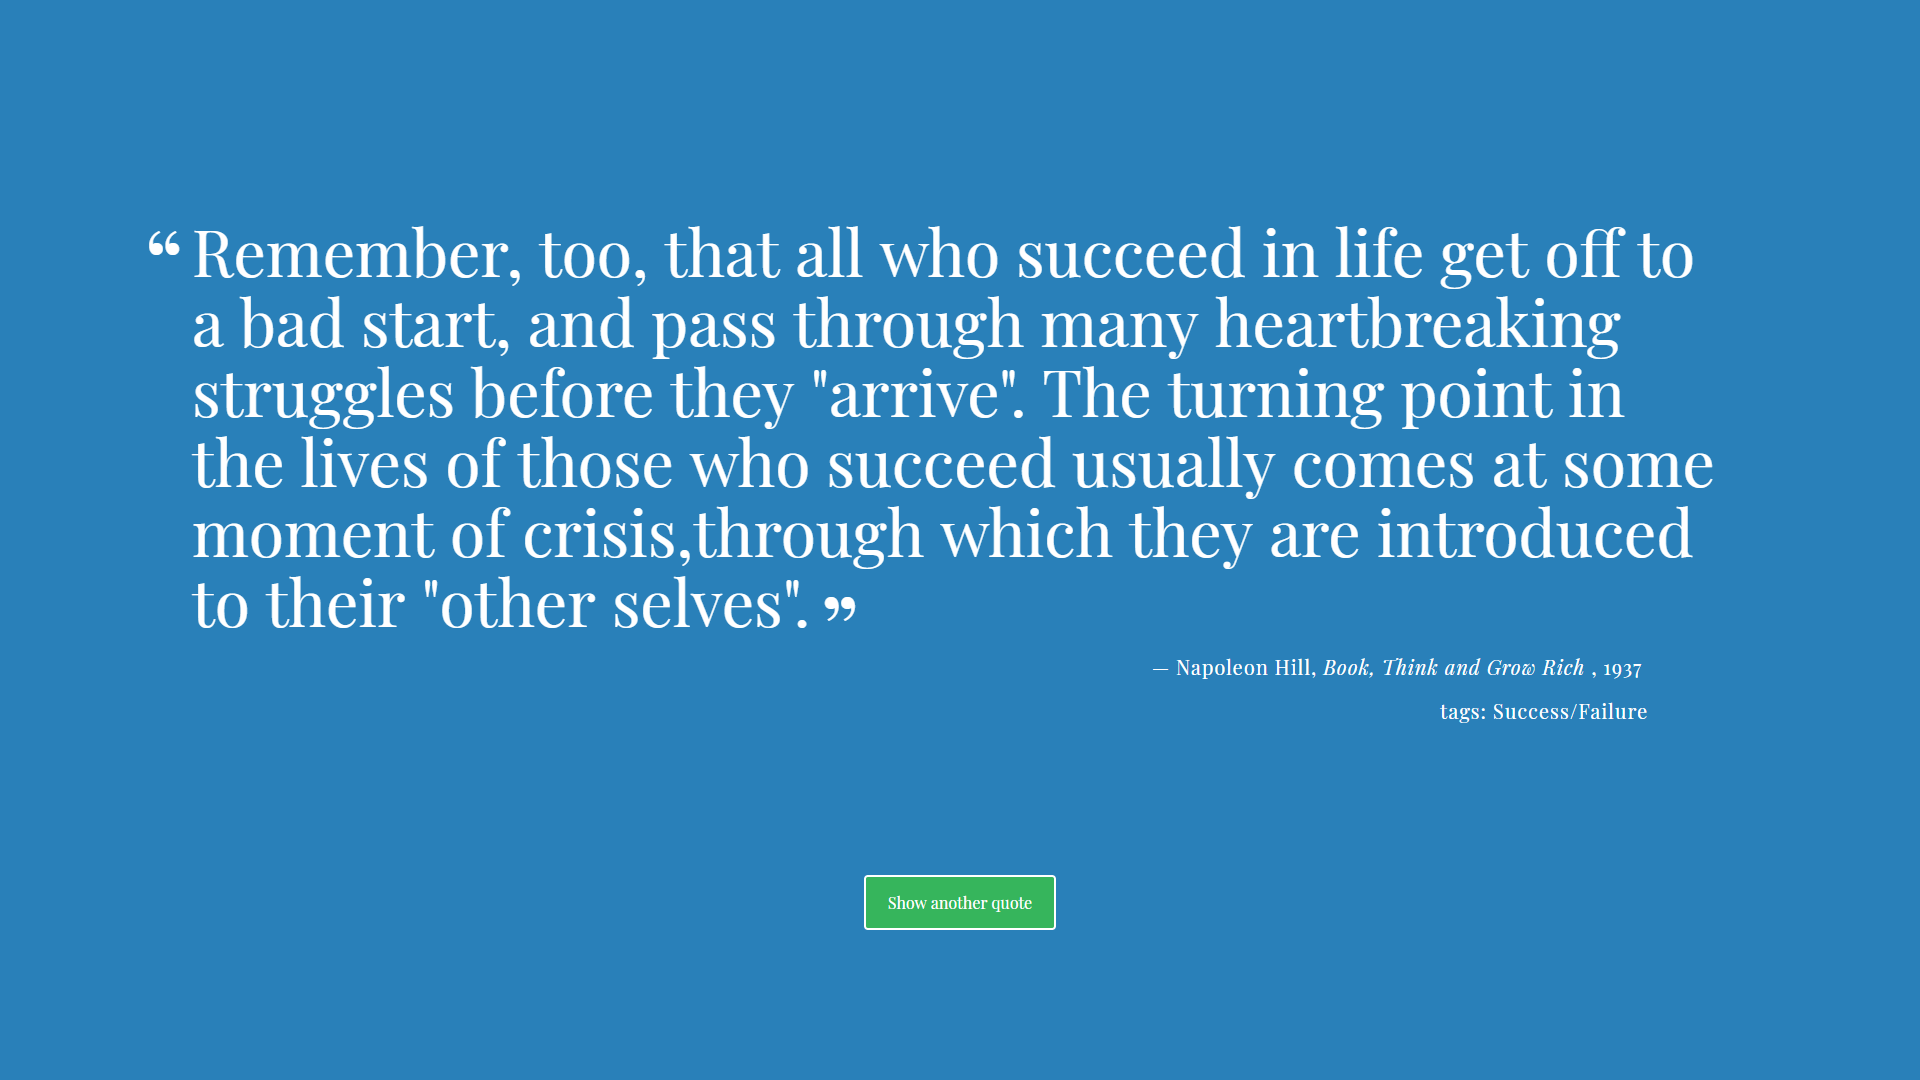 “ Remember, too, that all who succeed in life get off to
a bad start, and pass through many heartbreaking
struggles before they "arrive". The turning point in
the lives of those who succeed usually comes at some
moment of crisis,through which they are introduced
to their "other selves". ”
— Napoleon Hill, Book, Think and Grow Rich , 1937
tags: Success/Failure
Show another quote